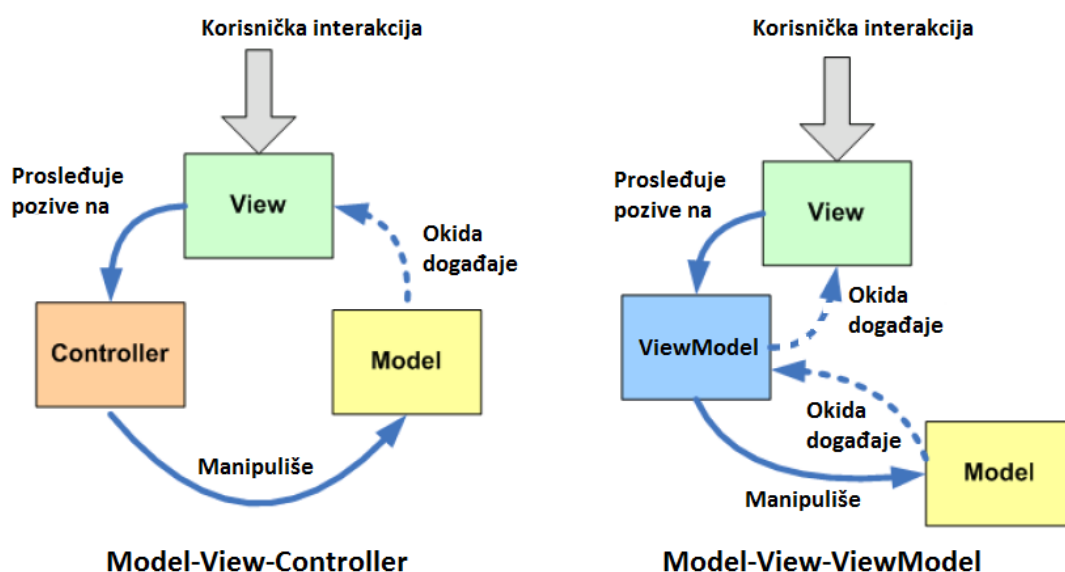 Korisnička interakcija
Prosleđuje
pozive na
View
Okida
događaje
Controller
Model
Manipuliše
Model-View-Controller
Korisnička interakcija
Prosleđuje
pozive na
View
Okida
događaje
ViewModel
Okida
događaje
Model
Manipuliše
Model-View-ViewModel